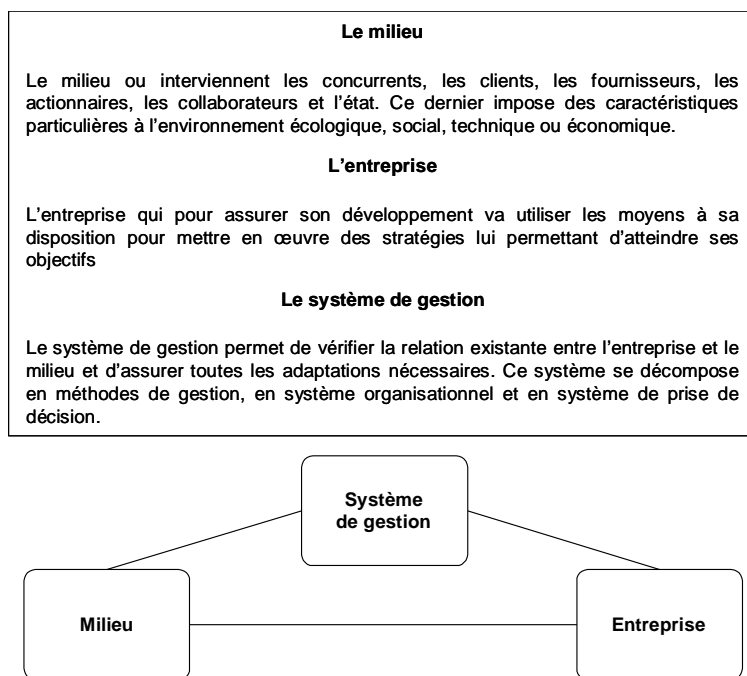 Le milieu
Le milieu ou interviennent les concurrents, les clients, les fournisseurs, les
actionnaires, les collaborateurs et l'état. Ce dernier impose des caractéristiques
particulières à l'environnement écologique, social, technique ou économique.
L'entreprise
L'entreprise qui pour assurer son développement va utiliser les moyens à sa
disposition pour mettre en œuvre des stratégies lui permettant d'atteindre ses
objectifs
Le système de gestion
Le système de gestion permet de vérifier la relation existante entre l'entreprise et le
milieu et d'assurer toutes les adaptations nécessaires. Ce système se décompose
en méthodes de gestion, en système organisationnel et en système de prise de
décision.
Système
de gestion
Milieu
Entreprise